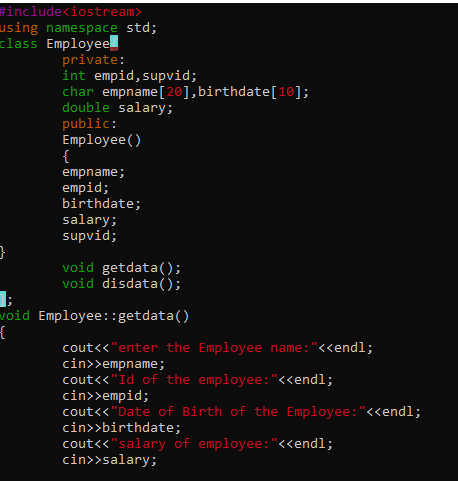 #include<iostream>
using namespace std;
class Employee{
private:
int empid,supvid;
char empname[20],birthdate[10];
double salary;
public:
Employee()
{
empname;
empid;
birthdate;
salary;
supvid;
}
void getdata();
void disdata();
};
void Employee::getdata()
{
cout<<"enter the Employee name:"<<endl;
cin>>empname;
cout<<"Id of the employee:"<<endl;
cin>>empid;
cout<<"Date of Birth of the Employee:"<<endl;
cin>>birthdate;
cout<<"salary of employee:"<<endl;
cin>>salary;